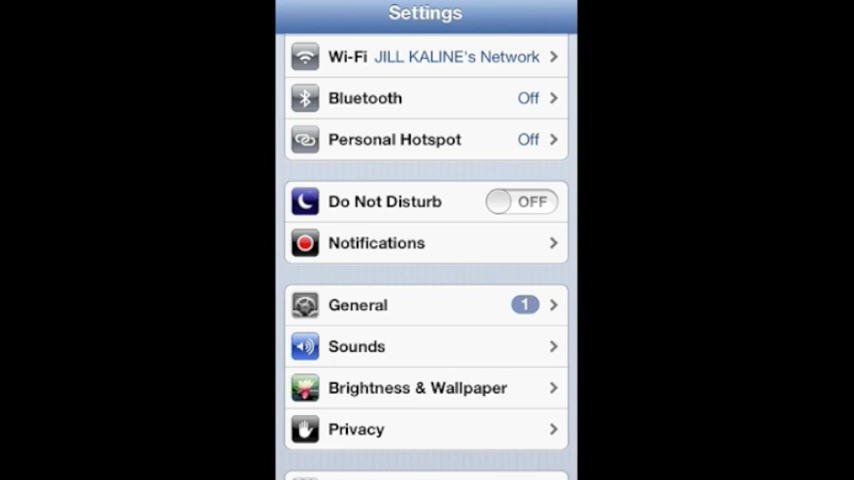 Settings
Wi-Fi JILL KALINE's Network
Bluetooth Off
Personal Hotspot Off
Do Not Disturb OFF
Notifications
General 1
Sounds
Brightness & Wallpaper
Privacy